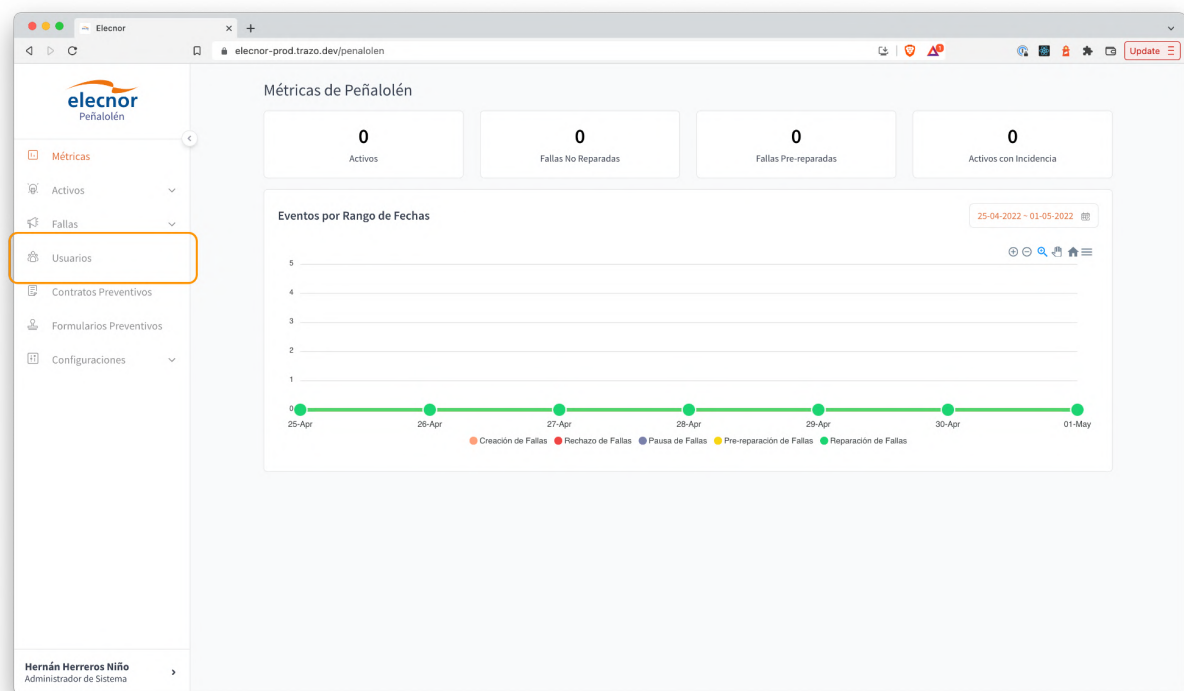 Elecnor
elecnor-prod.trazo.dev/penalolen
Update
elecnor
Peñalolén
Métricas
Activos
Fallas
Usuarios
Contratos Preventivos
Formularios Preventivos
Configuraciones
Hernán Herreros Niño
Administrador de Sistema
Métricas de Peñalolén
0
Activos
0
Fallas No Reparadas
0
Fallas Pre-reparadas
0
Activos con Incidencia
Eventos por Rango de Fechas
25-04-2022 ~ 01-05-2022
5
4
3
2
1
0
25-Apr 26-Apr 27-Apr 28-Apr 29-Apr 30-Apr 01-May
Creación de Fallas Rechazo de Fallas Pausa de Fallas Pre-reparación de Fallas Reparación de Fallas